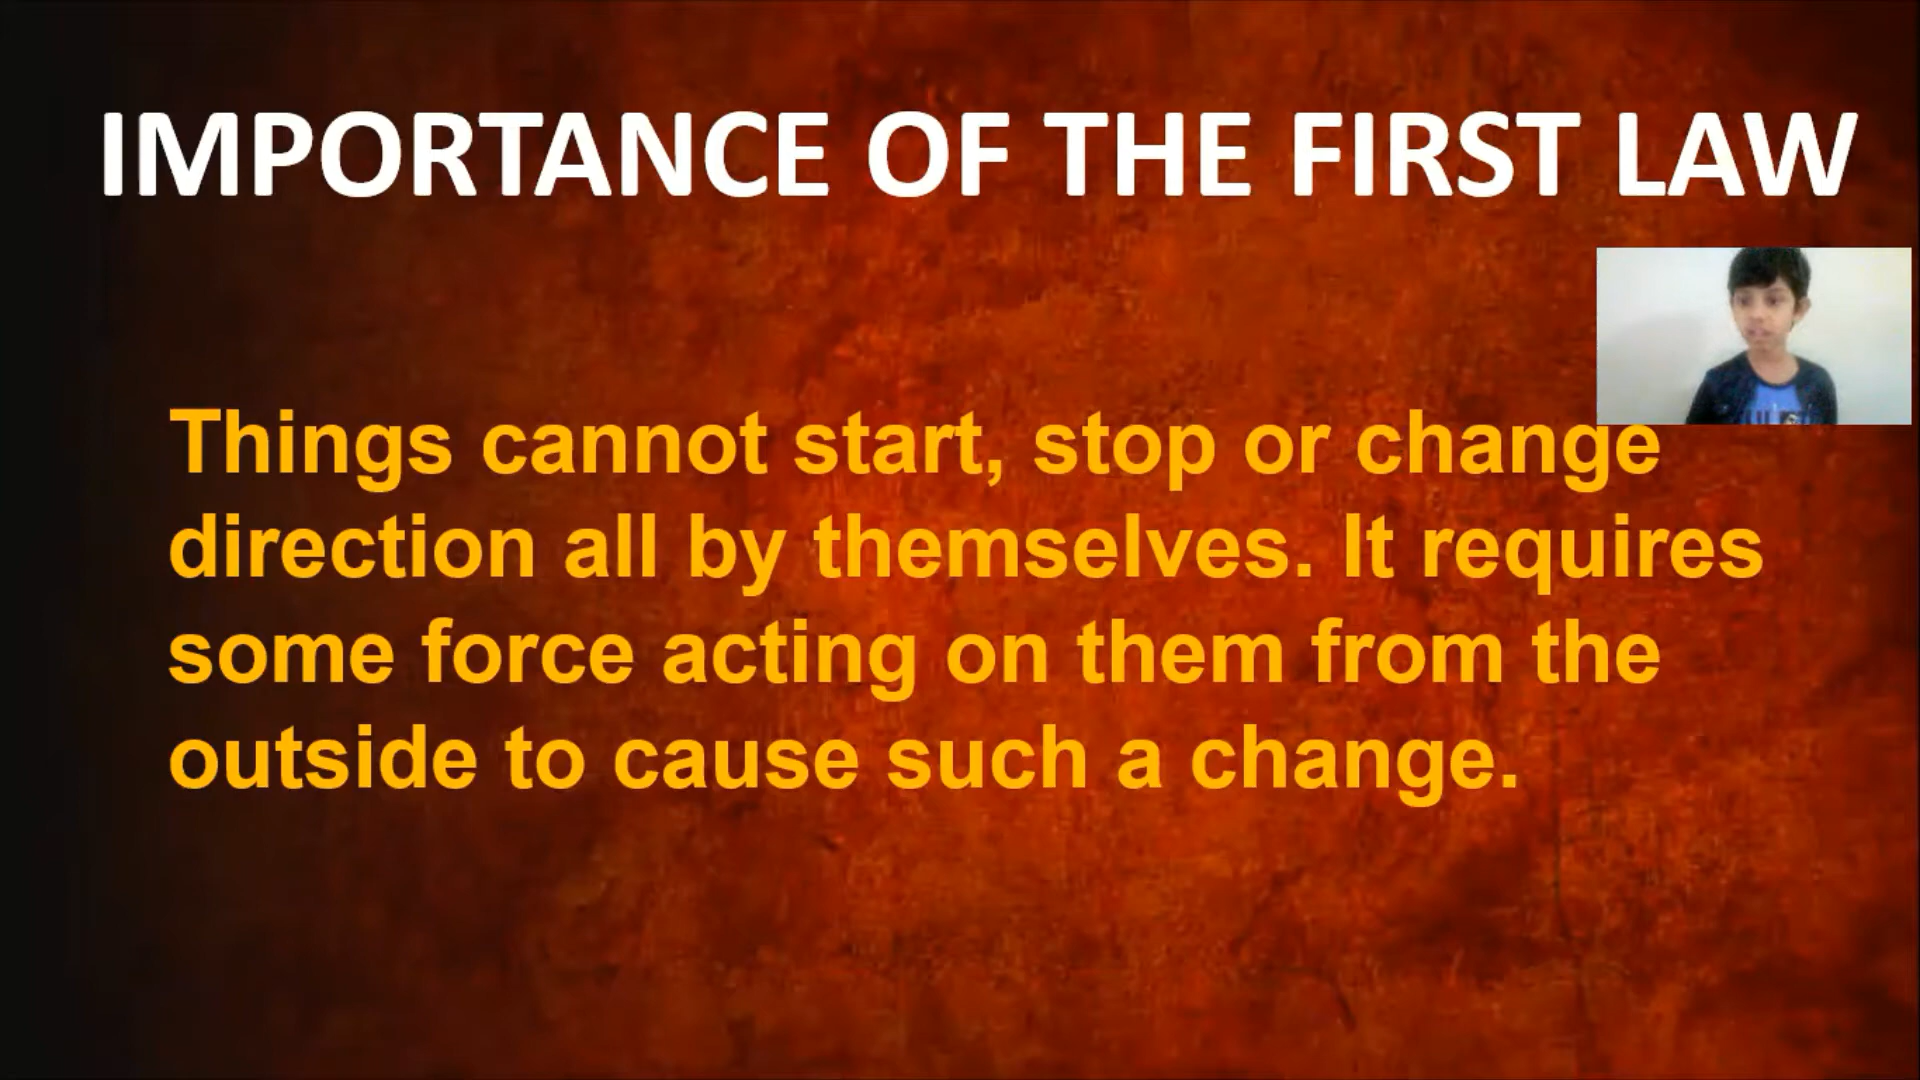 IMPORTANCE OF THE FIRST LAW
Things cannot start, stop or change
direction all by themselves. It requires
some force acting on them from the
outside to cause such a change.